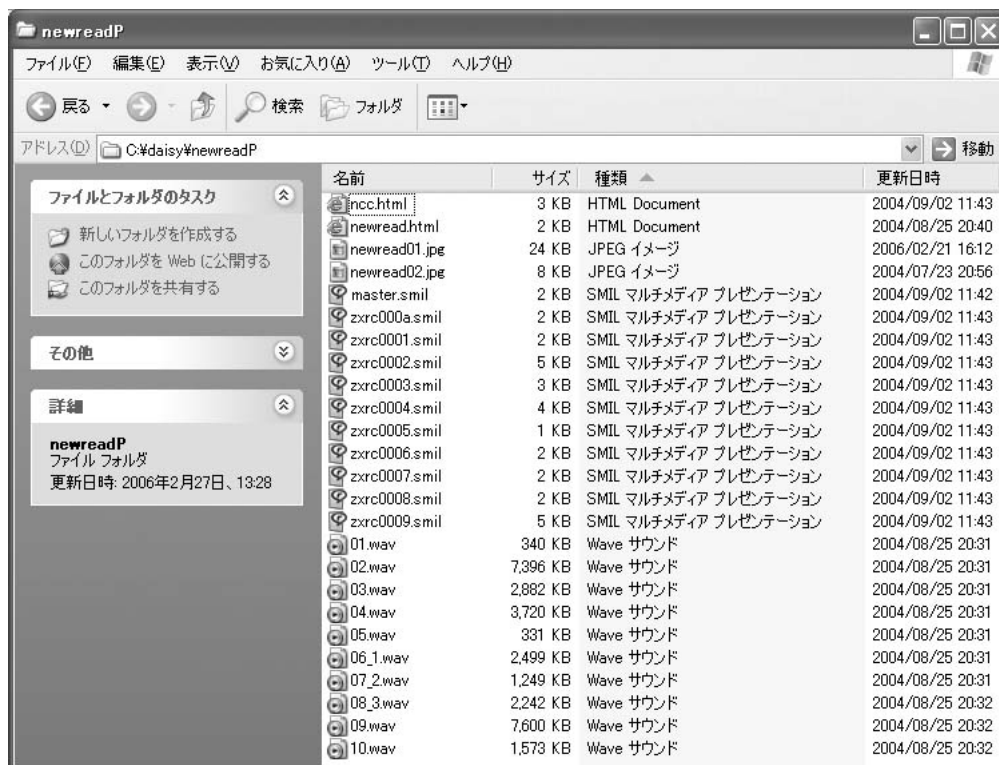 newreadP
ファイル(F) 編集(E) 表示(V) お気に入り(A) ツール(T) ヘルプ(H)
戻る 検索 フォルダ
アドレス(D) C:¥daisy¥newreadP 移動
ファイルとフォルダのタスク
新しいフォルダを作成する
このフォルダを Web に公開する
このフォルダを共有する
その他
詳細
newreadP
ファイル フォルダ
更新日時: 2006年2月27日、13:28
名前 サイズ 種類 更新日時
ncc.html 3 KB HTML Document 2004/09/02 11:43
newread.html 2 KB HTML Document 2004/08/25 20:40
newread01.jpg 24 KB JPEG イメージ 2006/02/21 16:12
newread02.jpg 8 KB JPEG イメージ 2004/07/23 20:56
master.smil 2 KB SMIL マルチメディア プレゼンテーション 2004/09/02 11:42
zxrc000a.smil 2 KB SMIL マルチメディア プレゼンテーション 2004/09/02 11:43
zxrc0001.smil 2 KB SMIL マルチメディア プレゼンテーション 2004/09/02 11:43
zxrc0002.smil 5 KB SMIL マルチメディア プレゼンテーション 2004/09/02 11:43
zxrc0003.smil 3 KB SMIL マルチメディア プレゼンテーション 2004/09/02 11:43
zxrc0004.smil 4 KB SMIL マルチメディア プレゼンテーション 2004/09/02 11:43
zxrc0005.smil 1 KB SMIL マルチメディア プレゼンテーション 2004/09/02 11:43
zxrc0006.smil 2 KB SMIL マルチメディア プレゼンテーション 2004/09/02 11:43
zxrc0007.smil 2 KB SMIL マルチメディア プレゼンテーション 2004/09/02 11:43
zxrc0008.smil 2 KB SMIL マルチメディア プレゼンテーション 2004/09/02 11:43
zxrc0009.smil 5 KB SMIL マルチメディア プレゼンテーション 2004/09/02 11:43
01.wav 340 KB Wave サウンド 2004/08/25 20:31
02.wav 7,396 KB Wave サウンド 2004/08/25 20:31
03.wav 2,882 KB Wave サウンド 2004/08/25 20:31
04.wav 3,720 KB Wave サウンド 2004/08/25 20:31
05.wav 331 KB Wave サウンド 2004/08/25 20:31
06_1.wav 2,499 KB Wave サウンド 2004/08/25 20:31
07_2.wav 1,249 KB Wave サウンド 2004/08/25 20:31
08_3.wav 2,242 KB Wave サウンド 2004/08/25 20:32
09.wav 7,600 KB Wave サウンド 2004/08/25 20:32
10.wav 1,573 KB Wave サウンド 2004/08/25 20:32